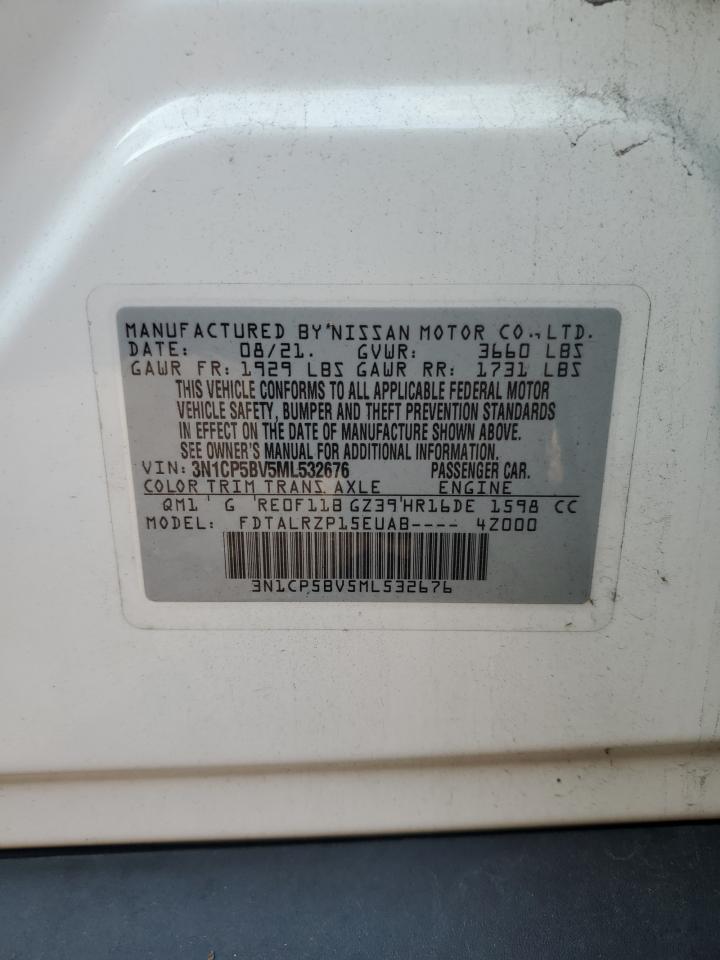 MANUFACTURED BY NISSAN MOTOR CO., LTD.
DATE: 08/21. GVWR: 3660 LBS
GAWR FR: 1929 LBS GAWR RR: 1731 LBS
THIS VEHICLE CONFORMS TO ALL APPLICABLE FEDERAL MOTOR
VEHICLE SAFETY, BUMPER AND THEFT PREVENTION STANDARDS
IN EFFECT ON THE DATE OF MANUFACTURE SHOWN ABOVE.
SEE OWNER'S MANUAL FOR ADDITIONAL INFORMATION.
VIN: 3N1CP5BV5ML532676 PASSENGER CAR.
COLOR TRIM TRANS. AXLE ENGINE
QM1 G RE0F11B GZ39 HR16DE 1598 CC
MODEL: FDTALRZP15EUAB---- 4Z000
3N1CP5BV5ML532676